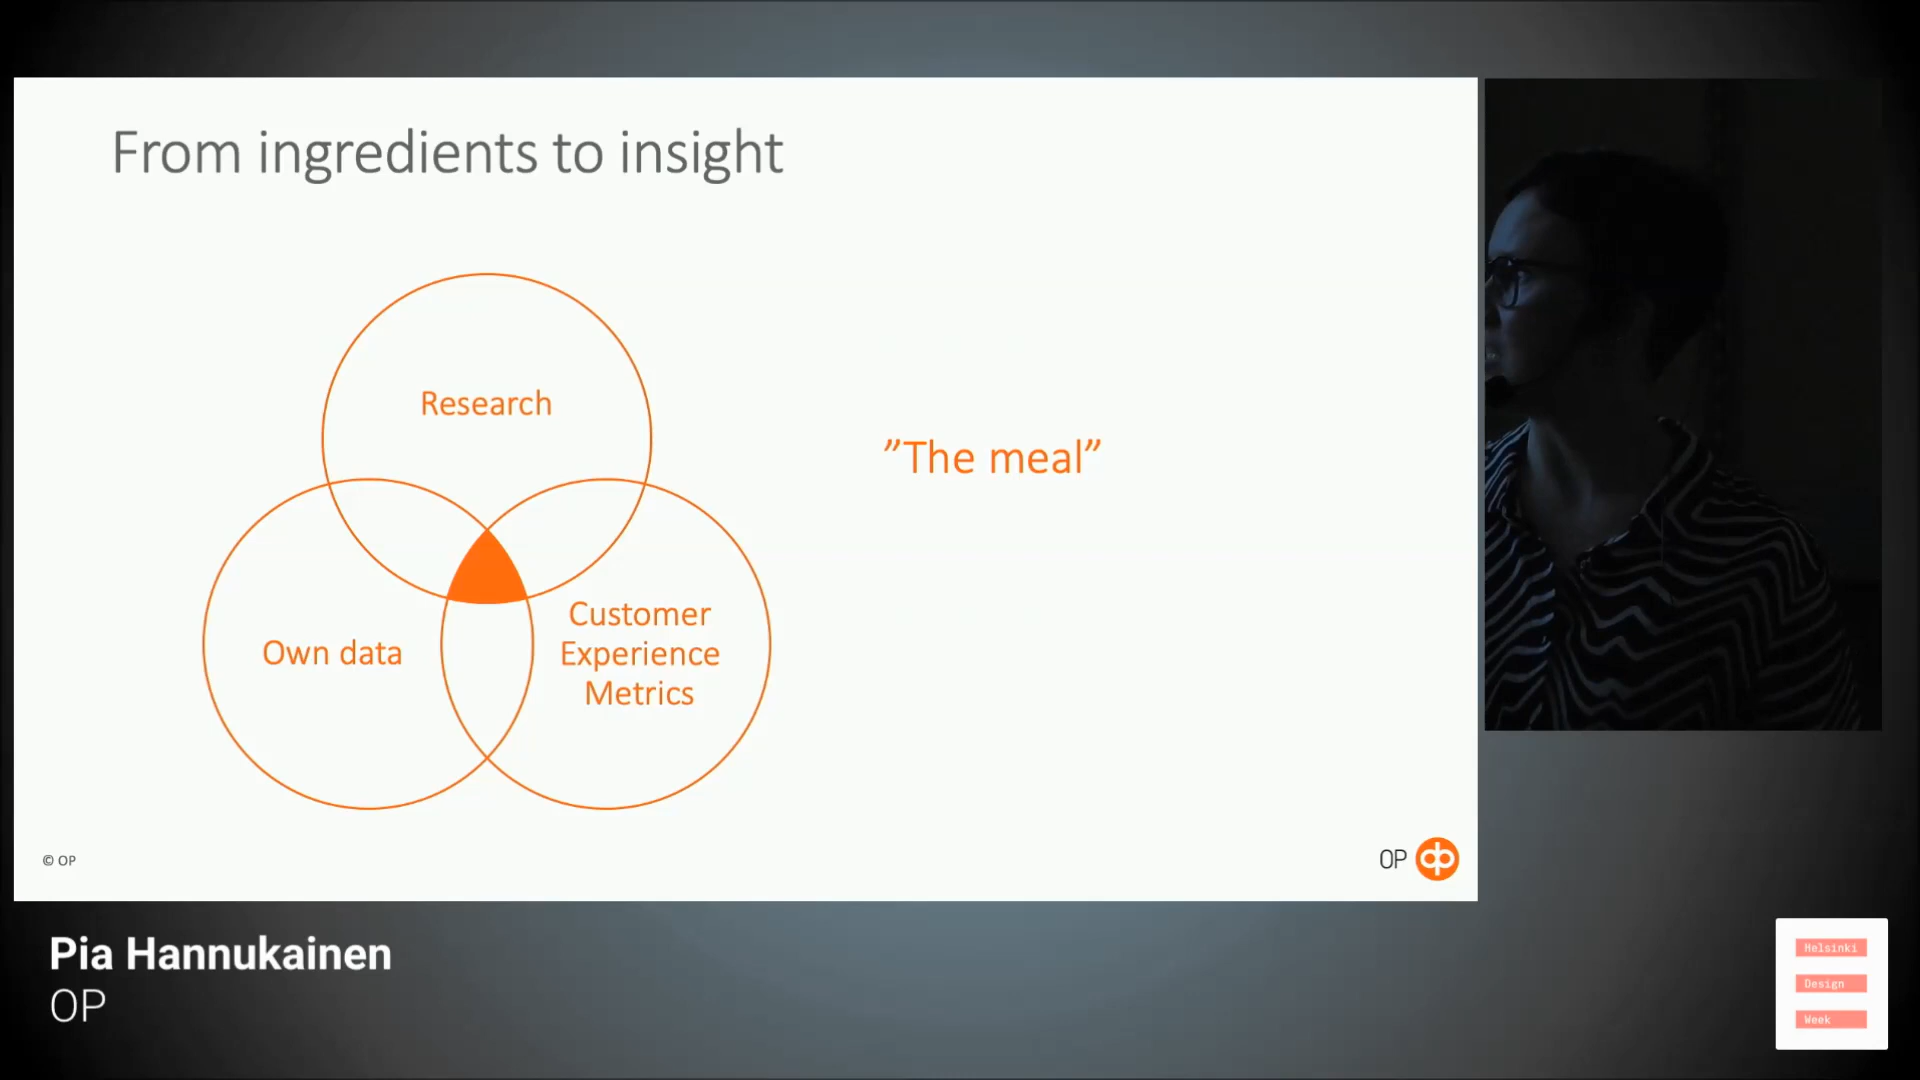 From ingredients to insight
Research
”The meal”
Own data
Customer
Experience
Metrics
© OP
OP
Pia Hannukainen
OP
Helsinki
Design
Week